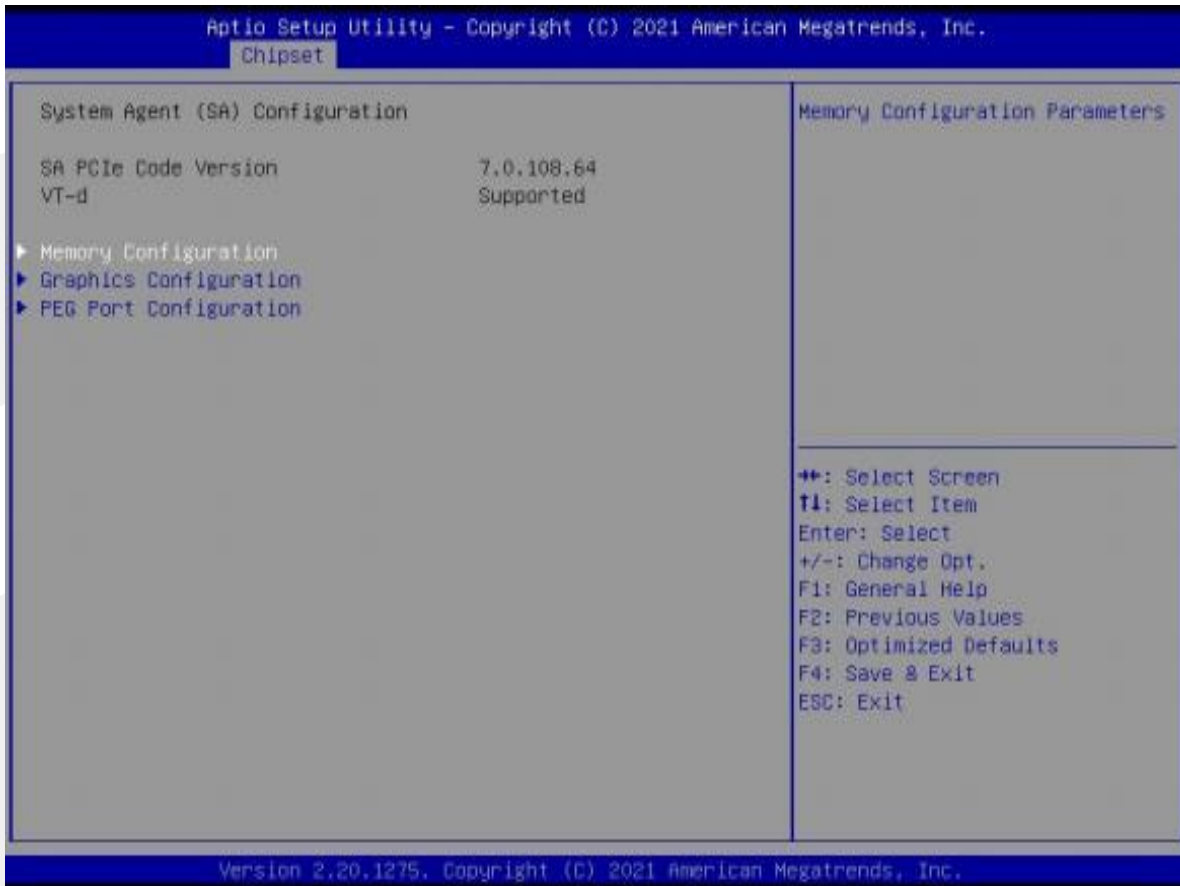 Aptio Setup Utility - Copyright (C) 2021 American Megatrends, Inc.
Chipset
System Agent (SA) Configuration
SA PCIe Code Version 7.0.108.64
VT-d Supported
Memory Configuration
Graphics Configuration
PEG Port Configuration
Memory Configuration Parameters
→←: Select Screen
↑↓: Select Item
Enter: Select
+/-: Change Opt.
F1: General Help
F2: Previous Values
F3: Optimized Defaults
F4: Save & Exit
ESC: Exit
Version 2.20.1275. Copyright (C) 2021 American Megatrends, Inc.